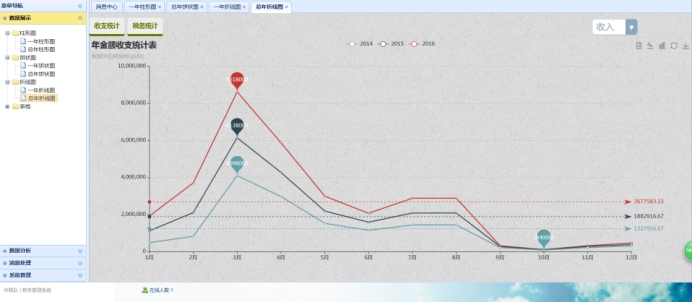 菜单导航
数据展示
柱形图
一年柱形图
总年柱形图
饼状图
一年饼状图
总年饼状图
折线图
一年折线图
总年折线图
表格
数据分析
消息处理
系统管理
消息中心
一年柱形图
总年饼状图
一年折线图
总年折线图
收支统计
税赋统计
收入
年金额收支统计表
2014
2015
2016
10,000,000
8,000,000
6,000,000
4,000,000
2,000,000
0
2677583.33
1882916.67
1327916.67
1月
2月
3月
4月
5月
6月
7月
8月
9月
10月
11月
12月
在线人数